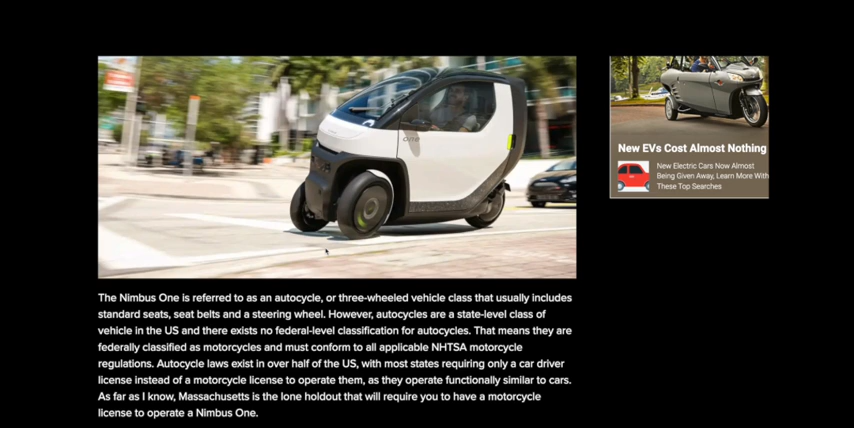 The Nimbus One is referred to as an autocycle, or three-wheeled vehicle class that usually includes
standard seats, seat belts and a steering wheel. However, autocycles are a state-level class of
vehicle in the US and there exists no federal-level classification for autocycles. That means they are
federally classified as motorcycles and must conform to all applicable NHTSA motorcycle
regulations. Autocycle laws exist in over half of the US, with most states requiring only a car driver
license instead of a motorcycle license to operate them, as they operate functionally similar to cars.
As far as I know, Massachusetts is the lone holdout that will require you to have a motorcycle
license to operate a Nimbus One.
New EVs Cost Almost Nothing
New Electric Cars Now Almost
Being Given Away, Learn More With
These Top Searches